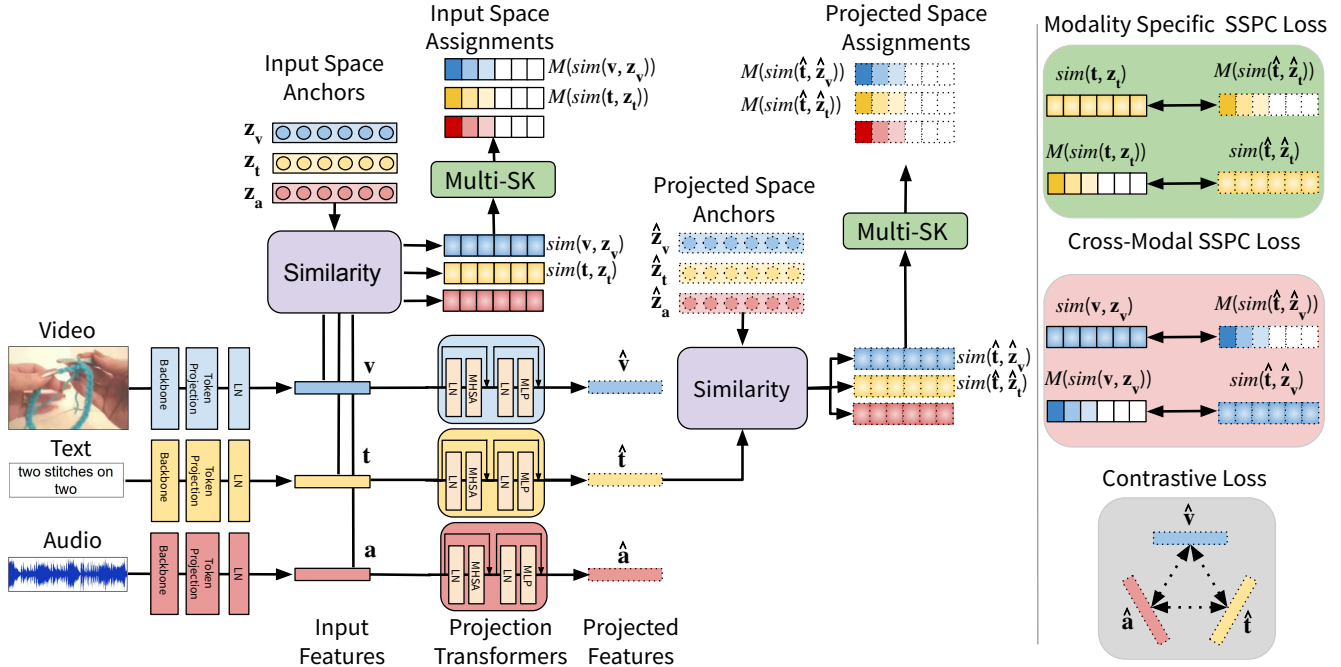 Input Space
Assignments
Projected Space
Assignments
Modality Specific SSPC Loss
Input Space
Anchors
M(sim(v, z_v))
M(sim(t, z_t))
M(sim(t̂, ẑ_v))
M(sim(t̂, ẑ_t))
sim(t, z_t)
M(sim(t̂, ẑ_t))
z_v
z_t
z_a
Multi-SK
M(sim(t, z_t))
sim(t̂, ẑ_t)
Projected Space
Anchors
Multi-SK
Similarity
sim(v, z_v)
sim(t, z_t)
ẑ_v
ẑ_t
ẑ_a
Cross-Modal SSPC Loss
sim(v, z_v)
M(sim(t̂, ẑ_v))
M(sim(v, z_v))
sim(t̂, ẑ_v)
Video
Backbone
Token
Projection
LN
v
LN
MHSA
LN
MLP
v̂
Similarity
sim(t̂, ẑ_v)
sim(t̂, ẑ_t)
Text
two stitches on
two
Backbone
Token
Projection
LN
t
LN
MHSA
LN
MLP
t̂
Audio
Backbone
Token
Projection
LN
a
LN
MHSA
LN
MLP
â
Contrastive Loss
v̂
â
t̂
Input
Features
Projection
Transformers
Projected
Features